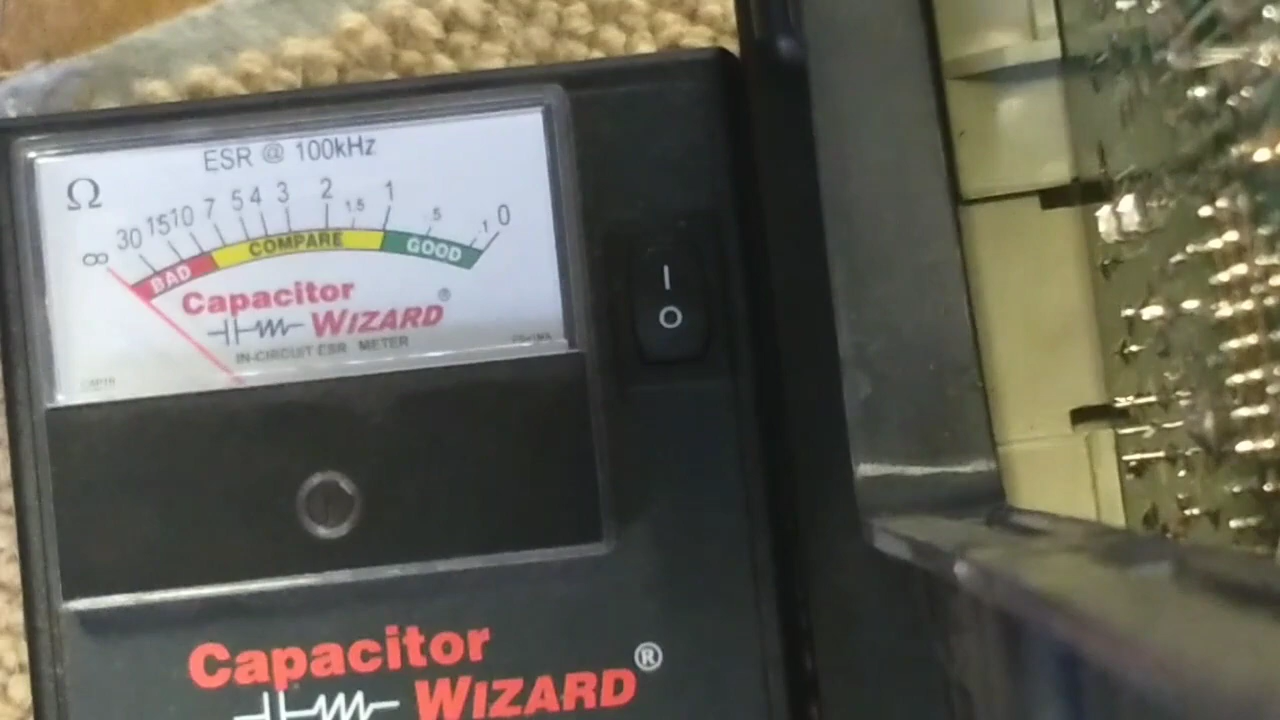 ESR @ 100kHz
Ω
∞ 30 15 10 7 5 4 3 2 1.5 1 .5 .1 0
BAD COMPARE GOOD
Capacitor
WIZARD®
IN-CIRCUIT ESR METER
I
O
Capacitor
WIZARD®